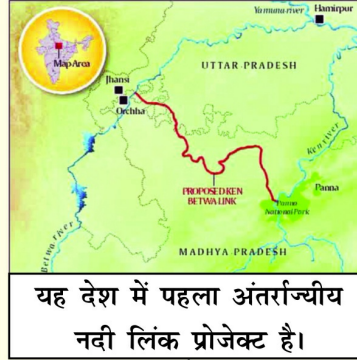 Yamuna river
Hamirpur
Map Area
UTTAR PRADESH
Jhansi
Orchha
Ken river
PROPOSED KEN
BETWA LINK
Panna
Panna
National Park
Betwa river
MADHYA PRADESH
यह देश में पहला अंतर्राज्यीय
नदी लिंक प्रोजेक्ट है।